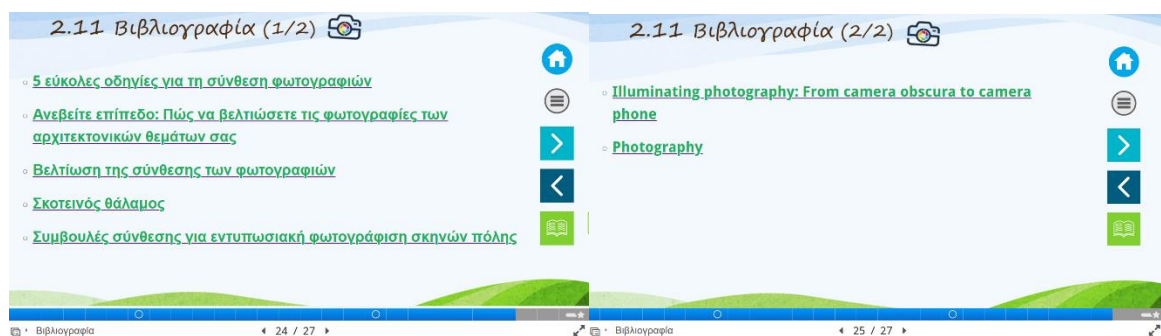 2.11 Βιβλιογραφία (1/2)
5 εύκολες οδηγίες για τη σύνθεση φωτογραφιών
Ανεβείτε επίπεδο: Πώς να βελτιώσετε τις φωτογραφίες των
αρχιτεκτονικών θεμάτων σας
Βελτίωση της σύνθεσης των φωτογραφιών
Σκοτεινός θάλαμος
Συμβουλές σύνθεσης για εντυπωσιακή φωτογράφιση σκηνών πόλης
Βιβλιογραφία
24 / 27
2.11 Βιβλιογραφία (2/2)
Illuminating photography: From camera obscura to camera
phone
Photography
Βιβλιογραφία
25 / 27